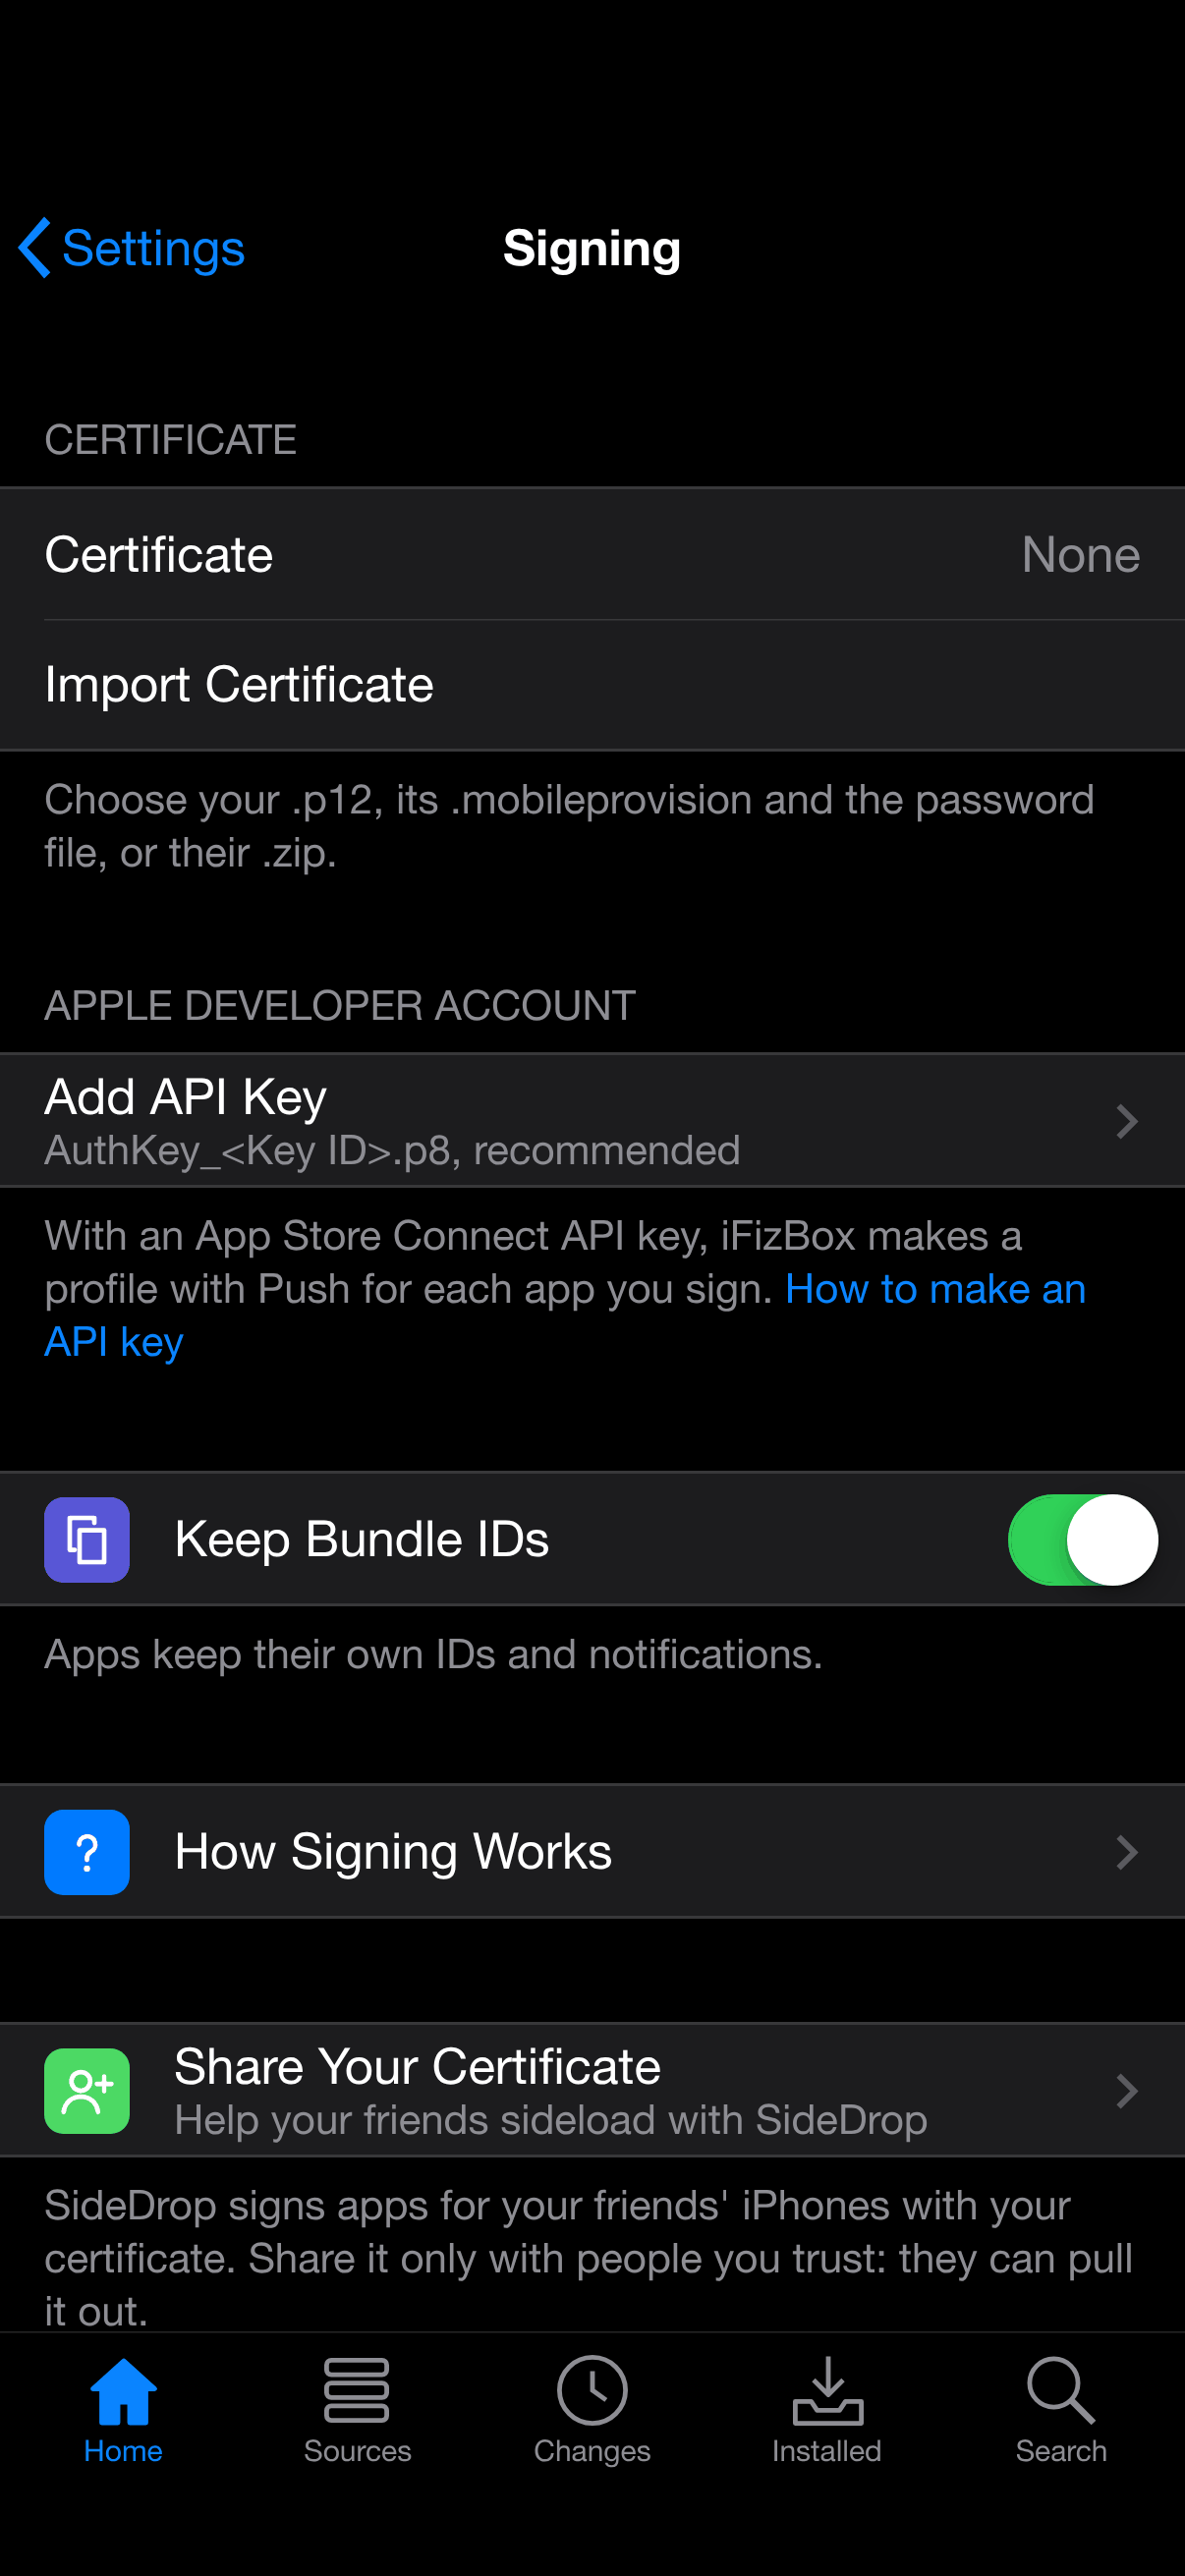 Settings
Signing
CERTIFICATE
Certificate
None
Import Certificate
Choose your .p12, its .mobileprovision and the password
file, or their .zip.
APPLE DEVELOPER ACCOUNT
Add API Key
AuthKey_<Key ID>.p8, recommended
With an App Store Connect API key, iFizBox makes a
profile with Push for each app you sign. How to make an
API key
Keep Bundle IDs
Apps keep their own IDs and notifications.
?
How Signing Works
Share Your Certificate
Help your friends sideload with SideDrop
SideDrop signs apps for your friends' iPhones with your
certificate. Share it only with people you trust: they can pull
it out.
Home
Sources
Changes
Installed
Search